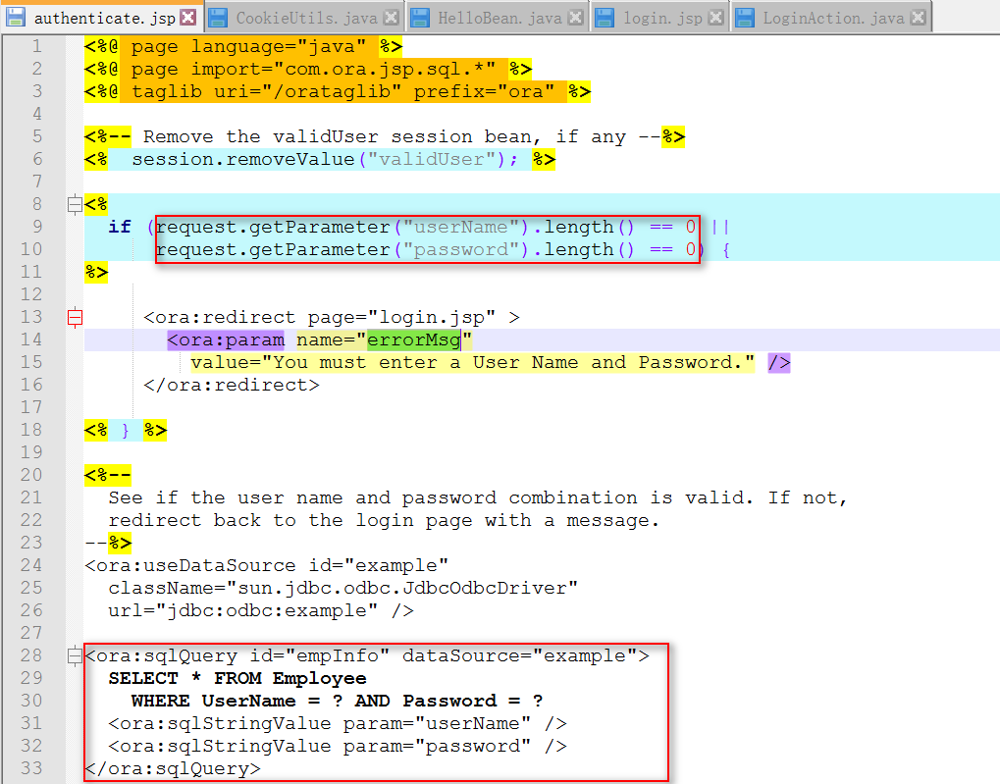 authenticate.jsp CookieUtils.java HelloBean.java login.jsp LoginAction.java
1 <%@ page language="java" %>
2 <%@ page import="com.ora.jsp.sql.*" %>
3 <%@ taglib uri="/orataglib" prefix="ora" %>
4
5 <%-- Remove the validUser session bean, if any --%>
6 <% session.removeValue("validUser"); %>
7
8 <%
9 if (request.getParameter("userName").length() == 0 ||
10 request.getParameter("password").length() == 0) {
11 %>
12
13 <ora:redirect page="login.jsp" >
14 <ora:param name="errorMsg"
15 value="You must enter a User Name and Password." />
16 </ora:redirect>
17
18 <% } %>
19
20 <%--
21 See if the user name and password combination is valid. If not,
22 redirect back to the login page with a message.
23 --%>
24 <ora:useDataSource id="example"
25 className="sun.jdbc.odbc.JdbcOdbcDriver"
26 url="jdbc:odbc:example" />
27
28 <ora:sqlQuery id="empInfo" dataSource="example">
29 SELECT * FROM Employee
30 WHERE UserName = ? AND Password = ?
31 <ora:sqlStringValue param="userName" />
32 <ora:sqlStringValue param="password" />
33 </ora:sqlQuery>